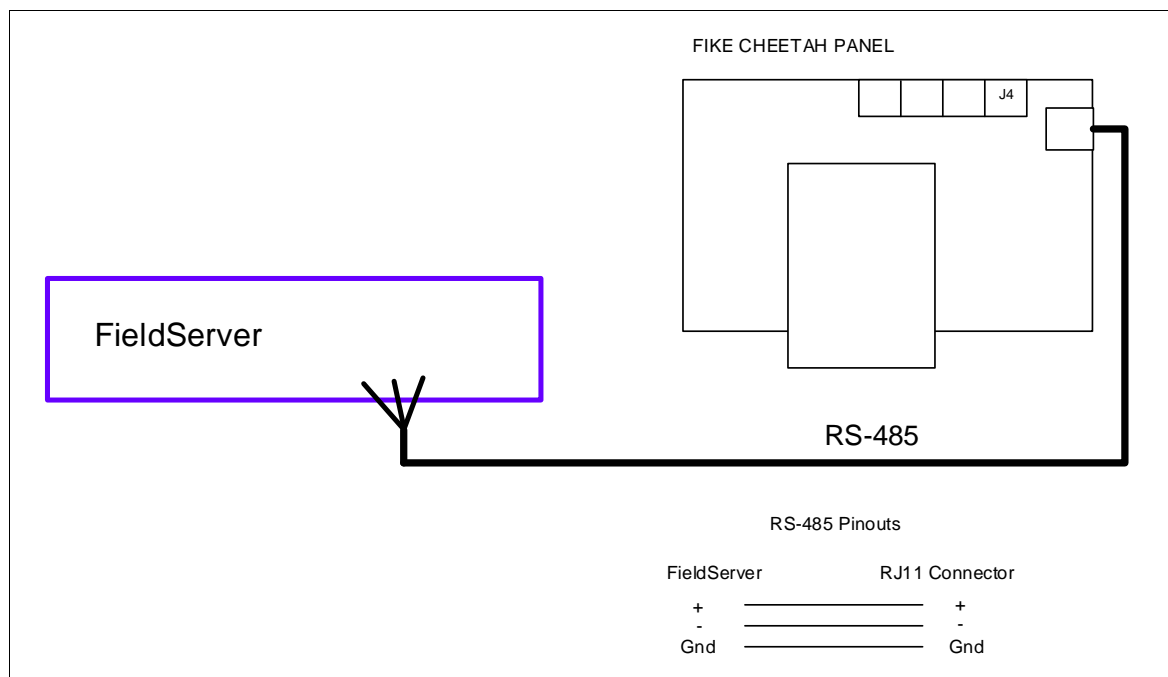 FIKE CHEETAH PANEL
J4
FieldServer
RS-485
RS-485 Pinouts
FieldServer RJ11 Connector
+ +
- -
Gnd Gnd